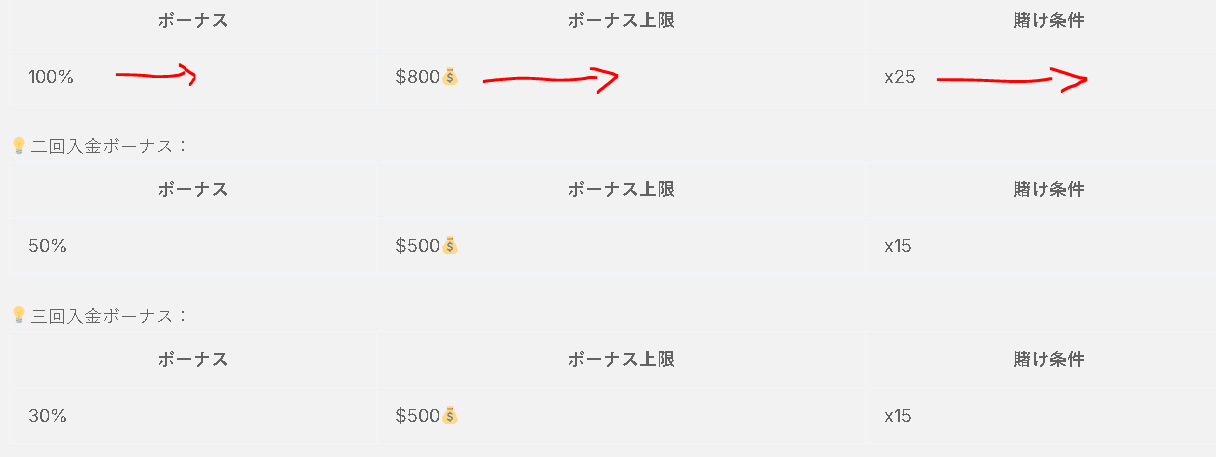 ボーナス ボーナス上限 賭け条件
100% $800💰 x25
💡二回入金ボーナス：
ボーナス ボーナス上限 賭け条件
50% $500💰 x15
💡三回入金ボーナス：
ボーナス ボーナス上限 賭け条件
30% $500💰 x15